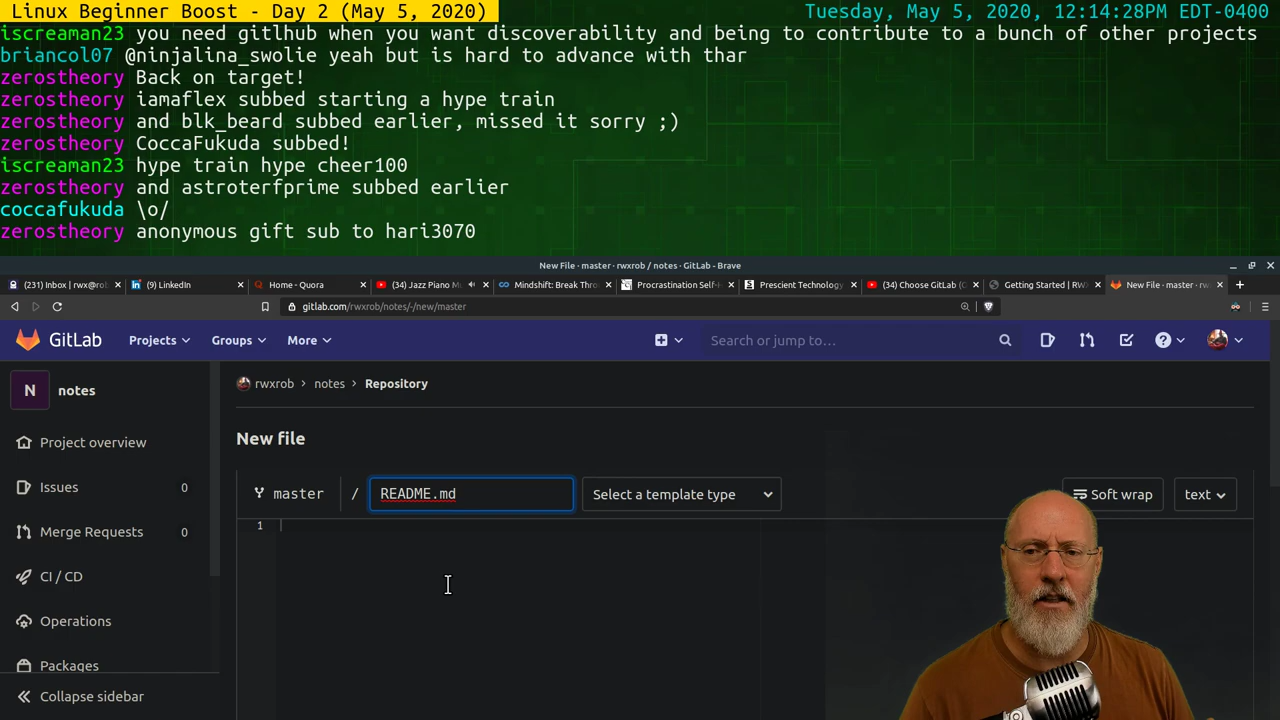 Linux Beginner Boost - Day 2 (May 5, 2020)
Tuesday, May 5, 2020, 12:14:28PM EDT-0400
iscreaman23 you need gitlhub when you want discoverability and being to contribute to a bunch of other projects
briancol07 @ninjalina_swolie yeah but is hard to advance with thar
zerostheory Back on target!
zerostheory iamaflex subbed starting a hype train
zerostheory and blk_beard subbed earlier, missed it sorry ;)
zerostheory CoccaFukuda subbed!
iscreaman23 hype train hype cheer100
zerostheory and astroterfprime subbed earlier
coccafukuda \o/
zerostheory anonymous gift sub to hari3070
New File · master · rwxrob / notes · GitLab - Brave
(231) Inbox | rwx@rob
(9) LinkedIn
Home - Quora
(34) Jazz Piano M
Mindshift: Break Thro
Procrastination Self-H
Prescient Technology
(34) Choose GitLab (
Getting Started | RWX
New File · master · rw
gitlab.com/rwxrob/notes/-/new/master
GitLab
Projects
Groups
More
Search or jump to…
N
notes
rwxrob > notes > Repository
Project overview
New file
Issues 0
master / README.md
Select a template type
Soft wrap
text
1
Merge Requests 0
CI / CD
Operations
Packages
Collapse sidebar